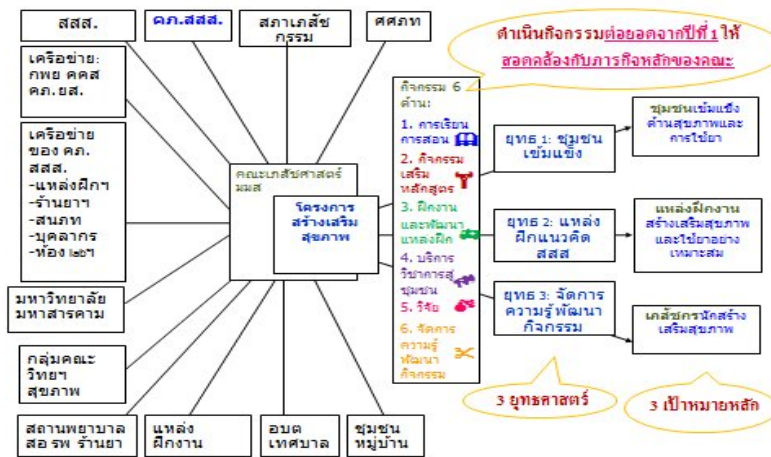 สสส.
คภ.สสส.
สภาเภสัช
กรรม
ศศภท
ดำเนินกิจกรรมต่อยอดจากปีที่ 1 ให้
สอดคล้องกับภารกิจหลักของคณะ
เครือข่าย:
กพย คคส
คภ.ยส.
เครือข่าย
ของ คภ.
สสส.
-แหล่งฝึกฯ
-ร้านยาฯ
-สนภท
-บุคลากร
-ห้อง labฯ
มหาวิทยาลัย
มหาสารคาม
กลุ่มคณะ
วิทยฯ
สุขภาพ
สถานพยาบาล
สอ รพ ร้านยา
แหล่ง
ฝึกงาน
อบต
เทศบาล
ชุมชน
หมู่บ้าน
คณะเภสัชศาสตร์
มมส
โครงการ
สร้างเสริม
สุขภาพ
กิจกรรม 6
ด้าน:
1. การเรียน
การสอน
2. กิจกรรม
เสริม
หลักสูตร
3. ฝึกงาน
และพัฒนา
แหล่งฝึก
4. บริการ
วิชาการสู่
ชุมชน
5. วิจัย
6. จัดการ
ความรู้
พัฒนา
กิจกรรม
ยุทธ 1: ชุมชน
เข้มแข็ง
ยุทธ 2: แหล่ง
ฝึกแนวคิด
สสส
ยุทธ 3: จัดการ
ความรู้พัฒนา
กิจกรรม
ชุมชนเข้มแข็ง
ด้านสุขภาพและ
การใช้ยา
แหล่งฝึกงาน
สร้างเสริมสุขภาพ
และใช้ยาอย่าง
เหมาะสม
เภสัชกรนักสร้าง
เสริมสุขภาพ
3 ยุทธศาสตร์
3 เป้าหมายหลัก